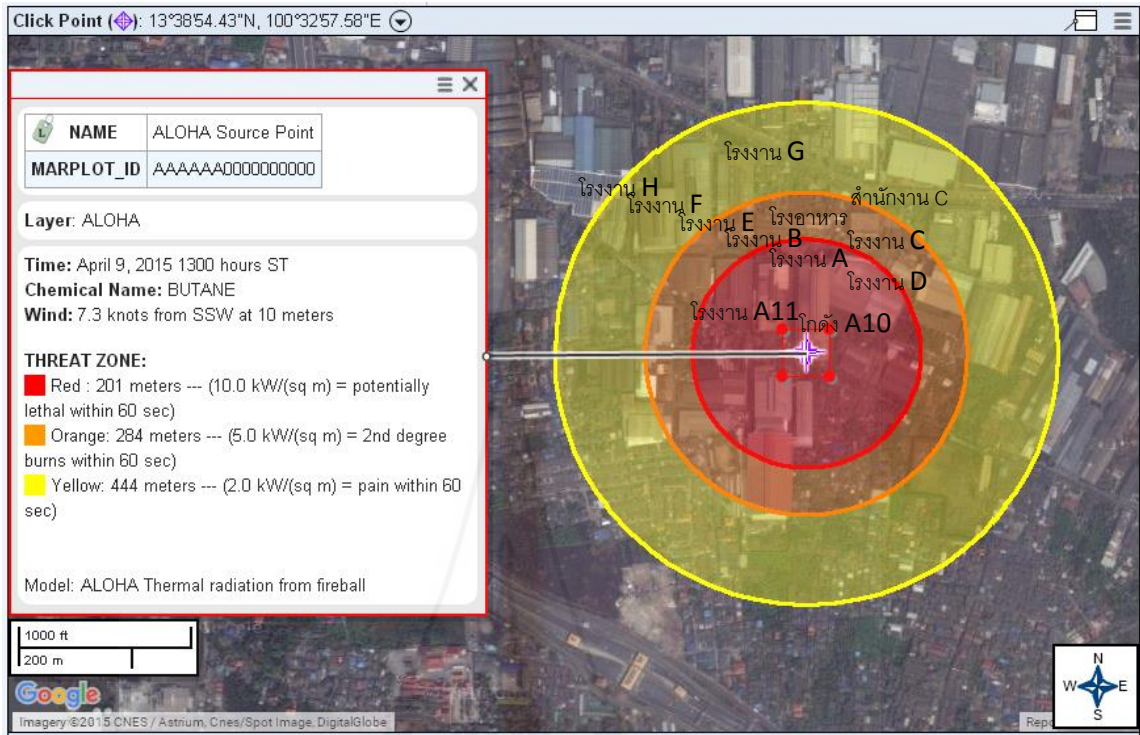 Click Point (): 13°38'54.43"N, 100°32'57.58"E
NAME ALOHA Source Point
MARPLOT_ID AAAAAA0000000000
Layer: ALOHA
Time: April 9, 2015 1300 hours ST
Chemical Name: BUTANE
Wind: 7.3 knots from SSW at 10 meters
THREAT ZONE:
Red : 201 meters --- (10.0 kW/(sq m) = potentially
lethal within 60 sec)
Orange: 284 meters --- (5.0 kW/(sq m) = 2nd degree
burns within 60 sec)
Yellow: 444 meters --- (2.0 kW/(sq m) = pain within 60
sec)
Model: ALOHA Thermal radiation from fireball
โรงงาน G
โรงงาน H
สำนักงาน C
โรงงาน F
โรงอาหาร
โรงงาน E
โรงงาน B
โรงงาน C
โรงงาน A
โรงงาน D
โรงงาน A11
โกดัง A10
1000 ft
200 m
Google
Imagery ©2015 CNES / Astrium, Cnes/Spot Image, DigitalGlobe
N
W E
S